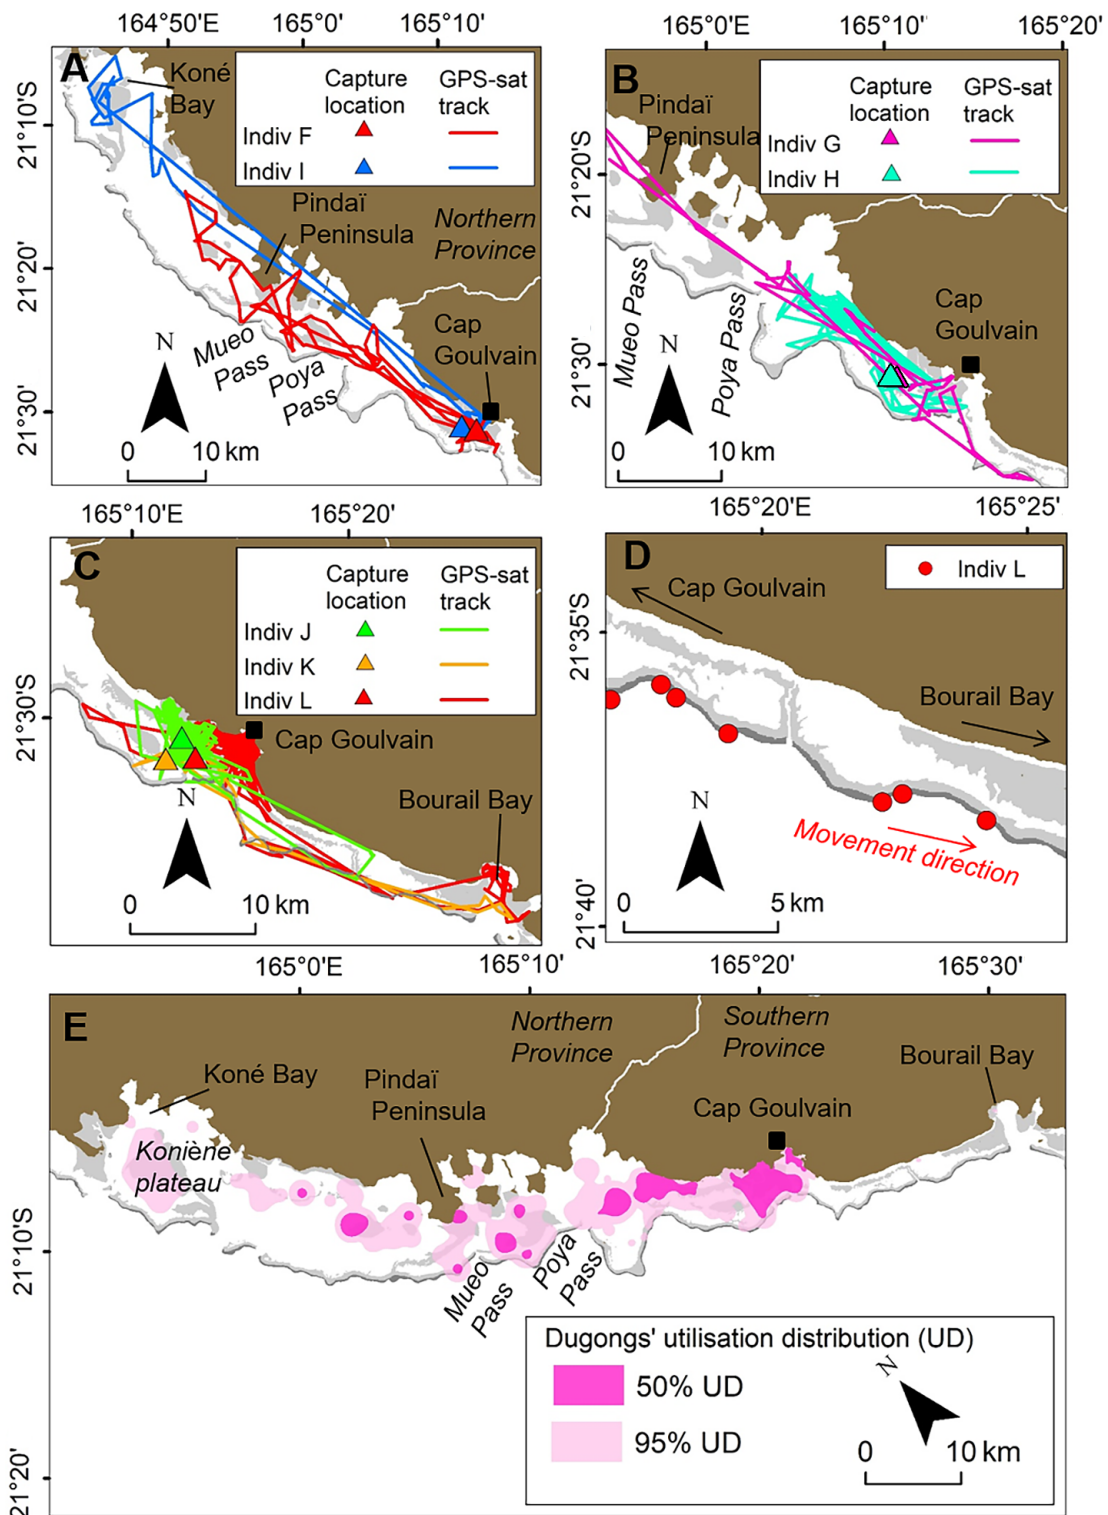 164°50'E 165°0' 165°10'
A
Koné
Bay
Capture
location
GPS-sat
track
Indiv F
Indiv I
Pindaï
Peninsula
Northern
Province
Cap
Goulvain
Mueo
Pass
Poya
Pass
N
0 10 km
21°10'S
21°20'
21°30'
165°0'E 165°10' 165°20'
B
Pindaï
Peninsula
Capture
location
GPS-sat
track
Indiv G
Indiv H
Mueo Pass
Poya Pass
Cap
Goulvain
N
0 10 km
21°20'S
21°30'
165°10'E 165°20'
C
Capture
location
GPS-sat
track
Indiv J
Indiv K
Indiv L
Cap Goulvain
Bourail Bay
N
0 10 km
21°30'S
165°20'E 165°25'
D
Indiv L
Cap Goulvain
Bourail Bay
Movement direction
N
0 5 km
21°35'S
21°40'
165°0'E 165°10' 165°20' 165°30'
E
Koné Bay
Koniène
plateau
Pindaï
Peninsula
Northern
Province
Southern
Province
Cap Goulvain
Bourail Bay
Mueo
Pass
Poya
Pass
21°10'S
21°20'
Dugongs' utilisation distribution (UD)
50% UD
95% UD
N
0 10 km